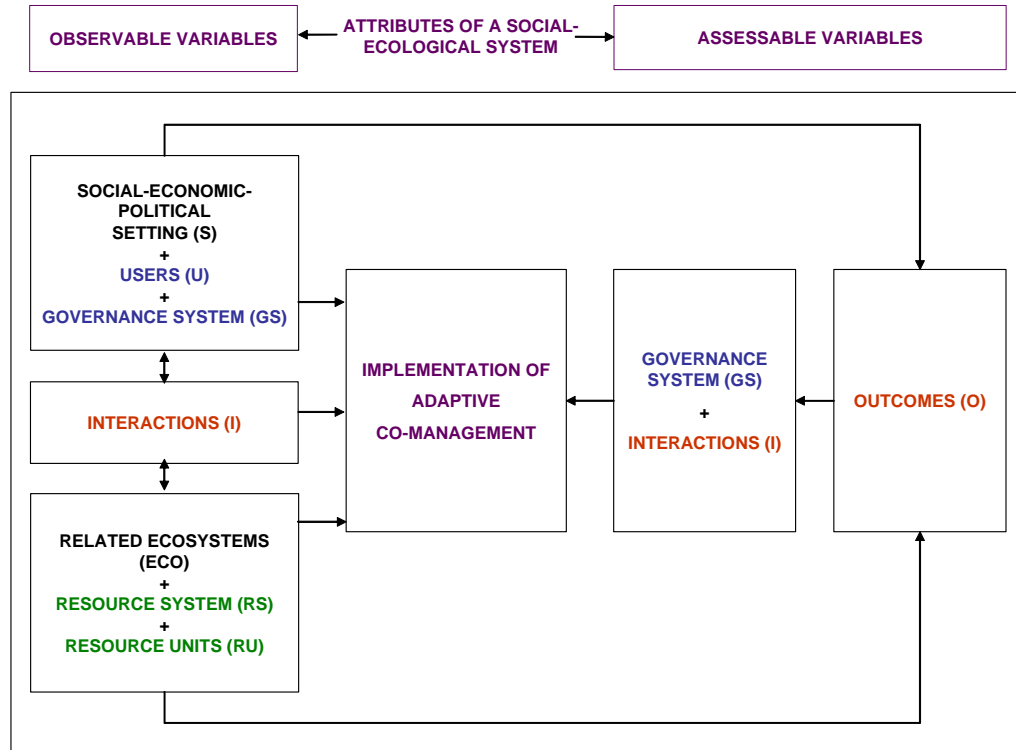 OBSERVABLE VARIABLES
ATTRIBUTES OF A SOCIAL-
ECOLOGICAL SYSTEM
ASSESSABLE VARIABLES
SOCIAL-ECONOMIC-
POLITICAL
SETTING (S)
+
USERS (U)
+
GOVERNANCE SYSTEM (GS)
INTERACTIONS (I)
RELATED ECOSYSTEMS
(ECO)
+
RESOURCE SYSTEM (RS)
+
RESOURCE UNITS (RU)
IMPLEMENTATION OF
ADAPTIVE
CO-MANAGEMENT
GOVERNANCE
SYSTEM (GS)
+
INTERACTIONS (I)
OUTCOMES (O)